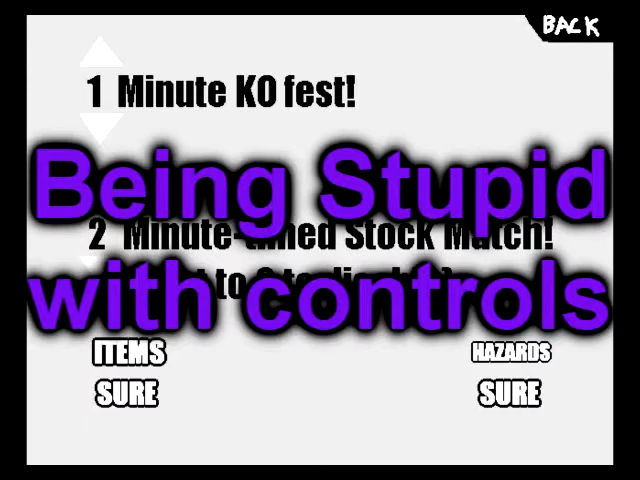 BACK
1 Minute KO fest!
Being Stupid
2 Minute-timed Stock Match!
with controls
ITEMS
HAZARDS
SURE
SURE